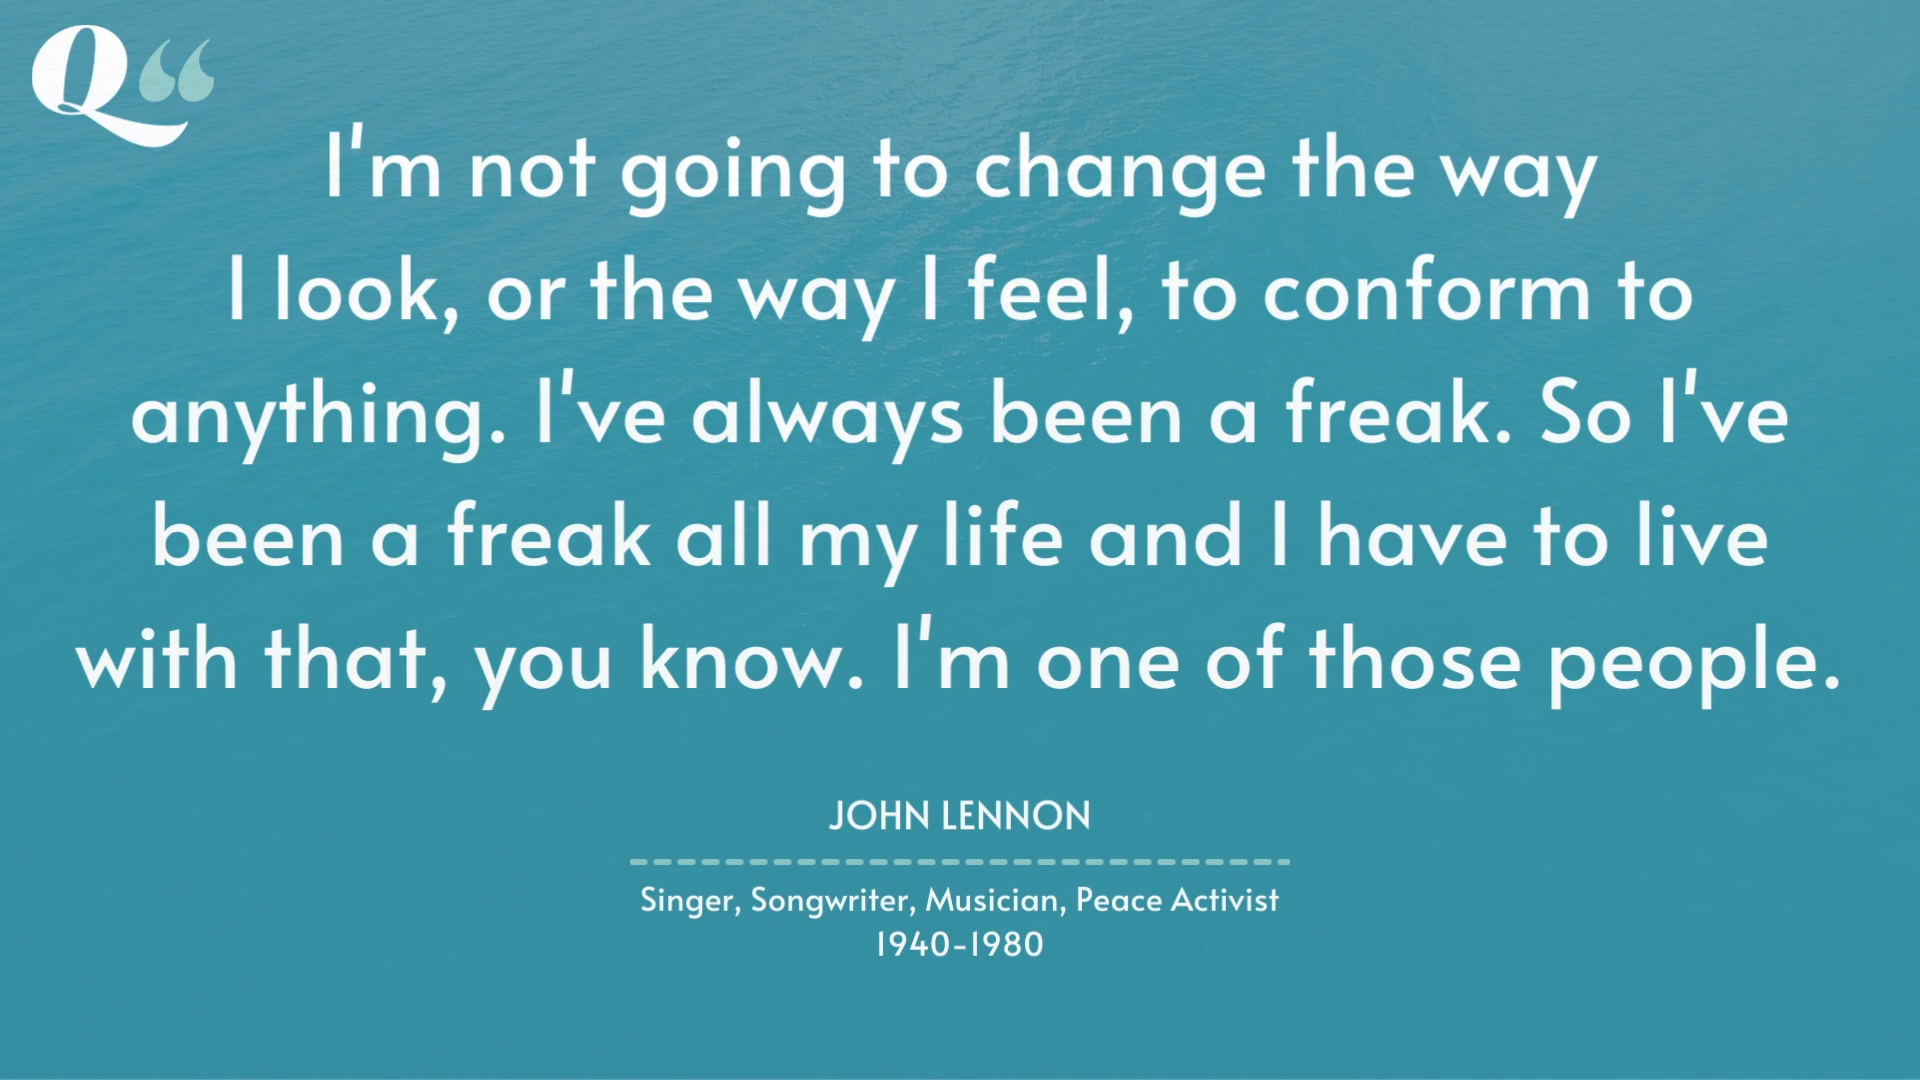 Q“
I'm not going to change the way
I look, or the way I feel, to conform to
anything. I've always been a freak. So I've
been a freak all my life and I have to live
with that, you know. I'm one of those people.
JOHN LENNON
Singer, Songwriter, Musician, Peace Activist
1940-1980